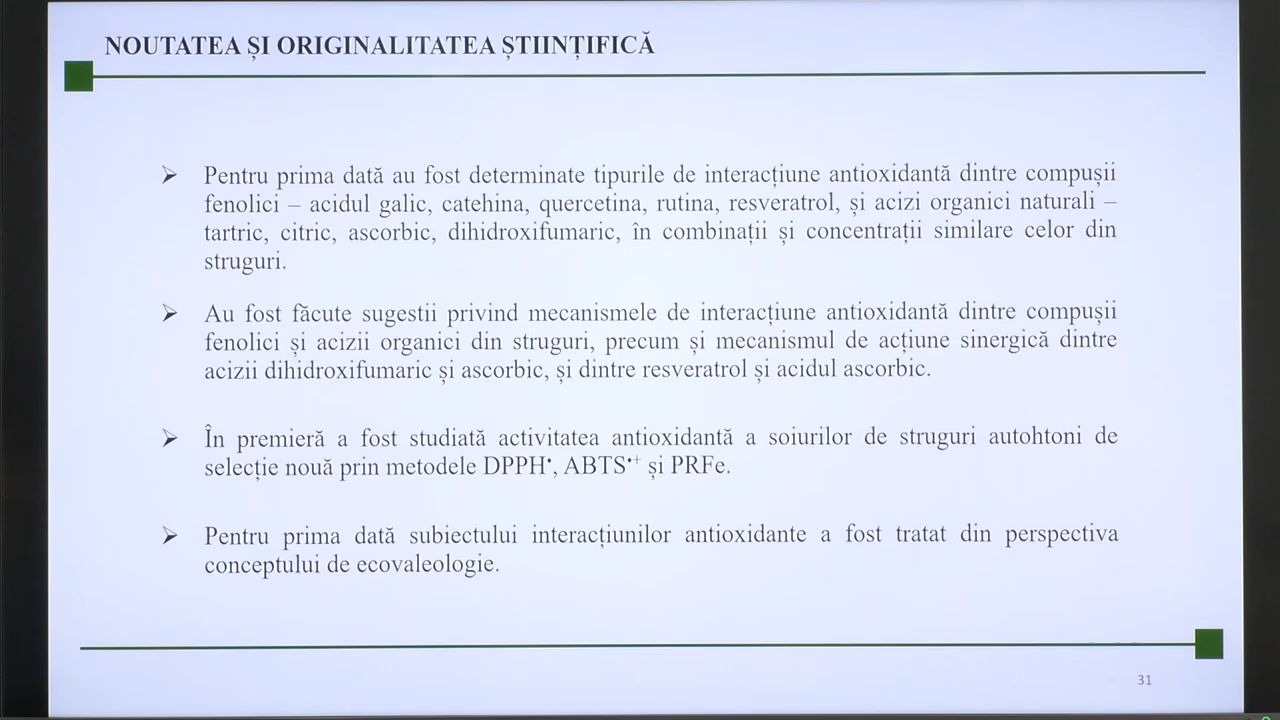 NOUTATEA ȘI ORIGINALITATEA ȘTIINȚIFICĂ
➢ Pentru prima dată au fost determinate tipurile de interacțiune antioxidantă dintre compușii
fenolici – acidul galic, catehina, quercetina, rutina, resveratrol, și acizi organici naturali –
tartric, citric, ascorbic, dihidroxifumaric, în combinații și concentrații similare celor din
struguri.
➢ Au fost făcute sugestii privind mecanismele de interacțiune antioxidantă dintre compușii
fenolici și acizii organici din struguri, precum și mecanismul de acțiune sinergică dintre
acizii dihidroxifumaric și ascorbic, și dintre resveratrol și acidul ascorbic.
➢ În premieră a fost studiată activitatea antioxidantă a soiurilor de struguri autohtoni de
selecție nouă prin metodele DPPH•, ABTS•+ și PRFe.
➢ Pentru prima dată subiectului interacțiunilor antioxidante a fost tratat din perspectiva
conceptului de ecovaleologie.
31